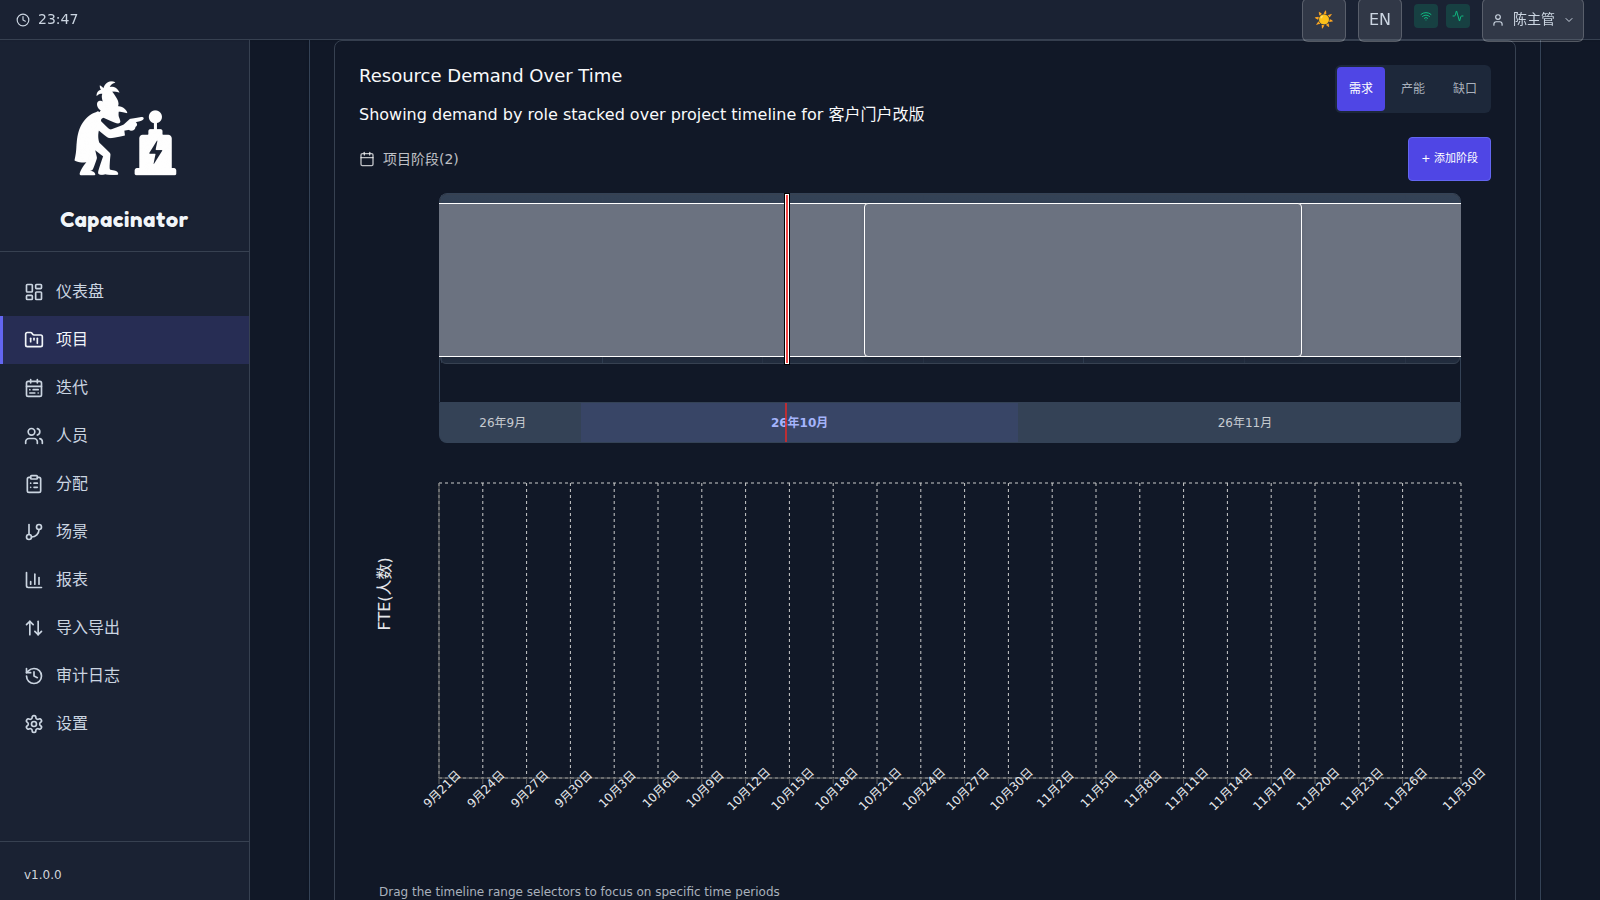 23:47
EN
陈主管
Capacinator
仪表盘
项目
迭代
人员
分配
场景
报表
导入导出
审计日志
设置
v1.0.0
Resource Demand Over Time
需求
产能
缺口
Showing demand by role stacked over project timeline for 客户门户改版
项目阶段(2)
+ 添加阶段
26年9月
26年10月
26年11月
FTE(人数)
9月21日
9月24日
9月27日
9月30日
10月3日
10月6日
10月9日
10月12日
10月15日
10月18日
10月21日
10月24日
10月27日
10月30日
11月2日
11月5日
11月8日
11月11日
11月14日
11月17日
11月20日
11月23日
11月26日
11月30日
Drag the timeline range selectors to focus on specific time periods